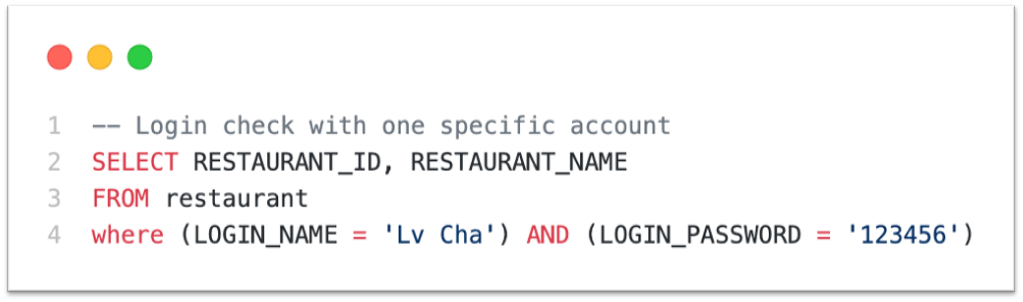 1 -- Login check with one specific account
2 SELECT RESTAURANT_ID, RESTAURANT_NAME
3 FROM restaurant
4 where (LOGIN_NAME = 'Lv Cha') AND (LOGIN_PASSWORD = '123456')